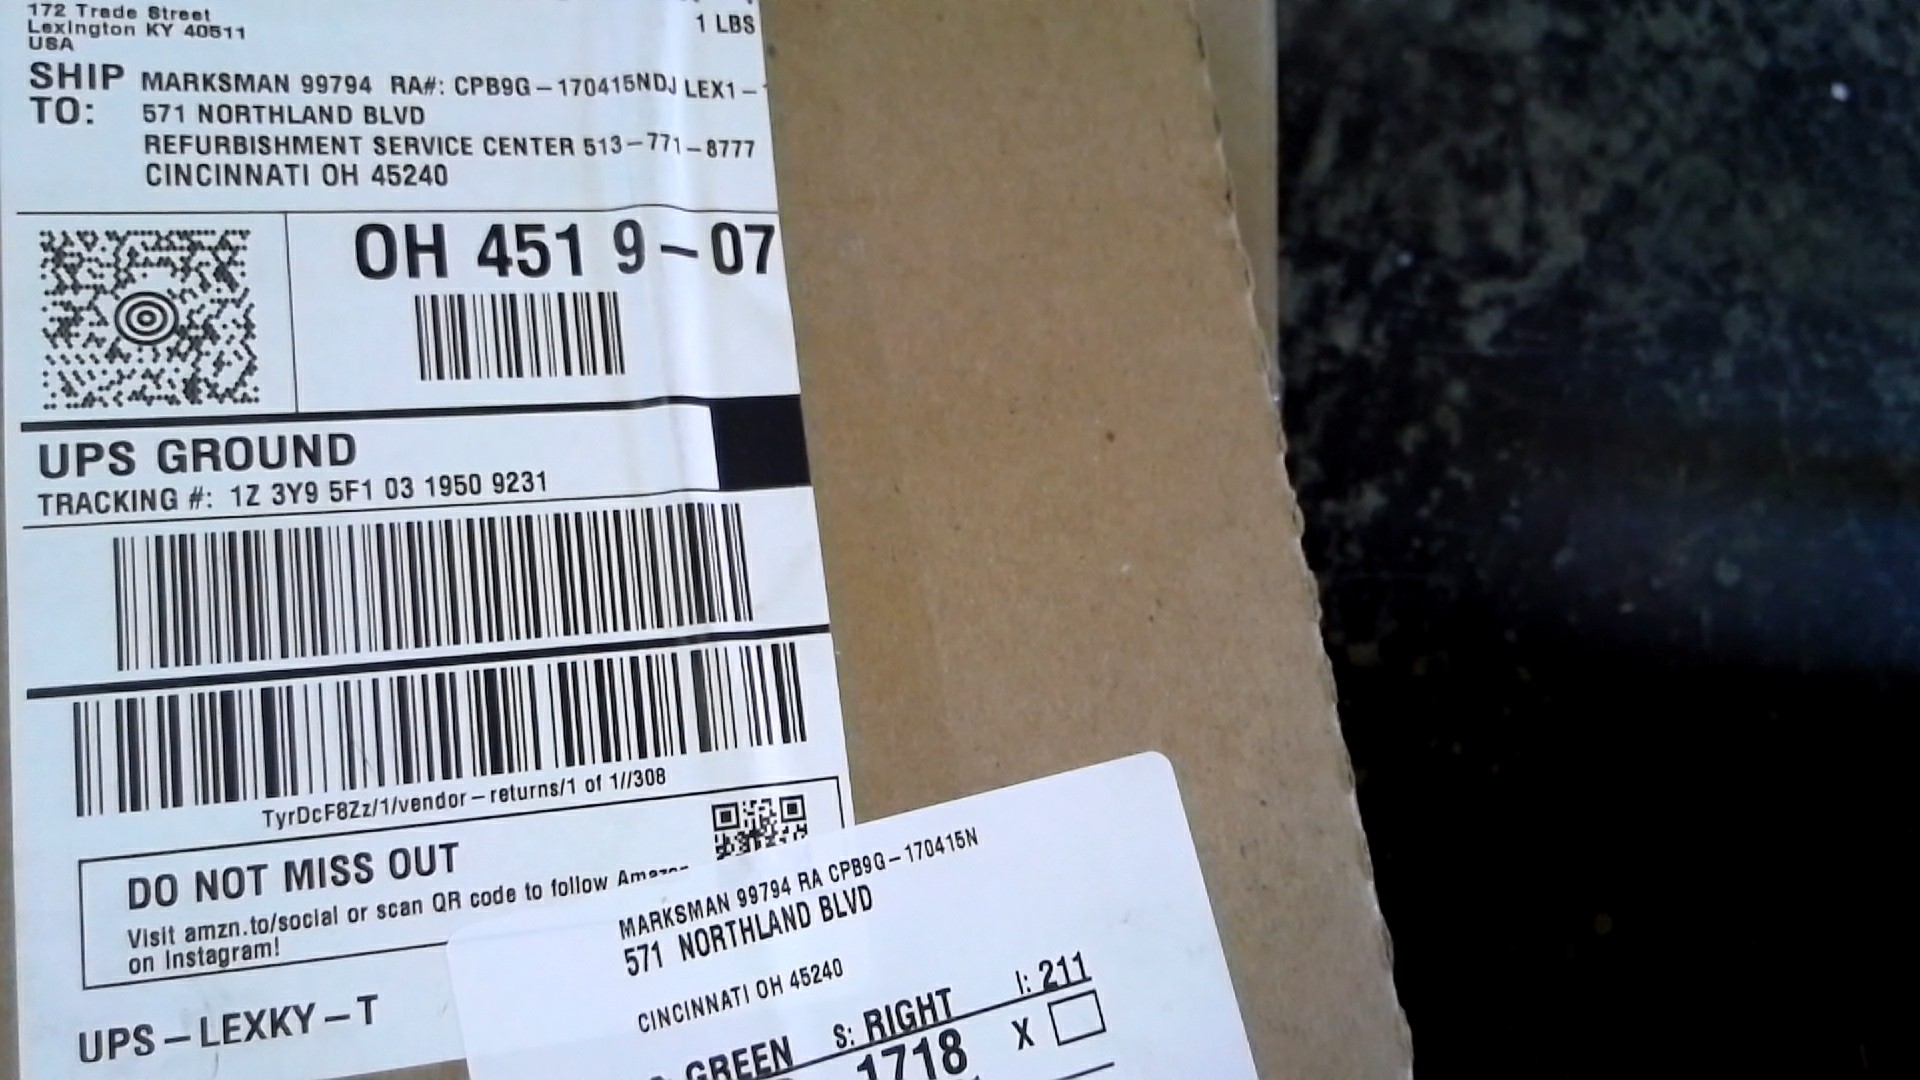 172 Trade Street
Lexington KY 40511
USA
1 LBS
SHIP TO:
MARKSMAN 99794 RA#: CPB9G-170415NDJ LEX1-
571 NORTHLAND BLVD
REFURBISHMENT SERVICE CENTER 513-771-8777
CINCINNATI OH 45240
OH 451 9-07
UPS GROUND
TRACKING #: 1Z 3Y9 5F1 03 1950 9231
TyrDcF8Zz/1/vendor-returns/1 of 1//308
DO NOT MISS OUT
Visit amzn.to/social or scan QR code to follow
on Instagram!
UPS-LEXKY-T
MARKSMAN 99794 RA CPB9G-170415N
571 NORTHLAND BLVD
CINCINNATI OH 45240
GREEN S: RIGHT I: 211
1718 X